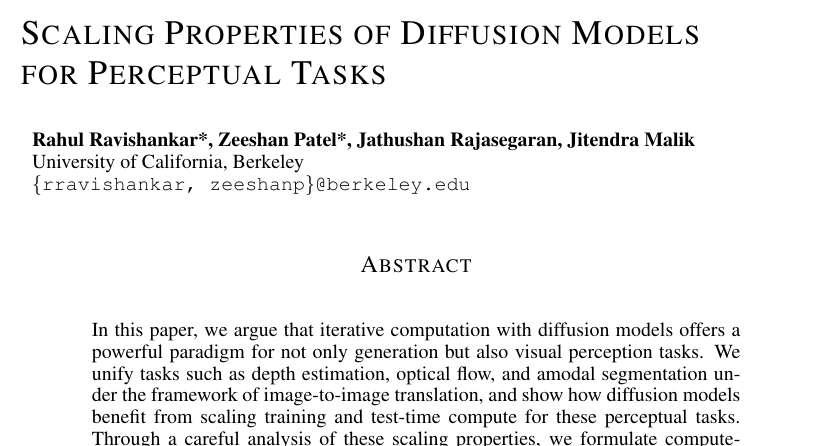 SCALING PROPERTIES OF DIFFUSION MODELS
FOR PERCEPTUAL TASKS
Rahul Ravishankar*, Zeeshan Patel*, Jathushan Rajasegaran, Jitendra Malik
University of California, Berkeley
{rravishankar, zeeshanp}@berkeley.edu
ABSTRACT
In this paper, we argue that iterative computation with diffusion models offers a
powerful paradigm for not only generation but also visual perception tasks. We
unify tasks such as depth estimation, optical flow, and amodal segmentation un-
der the framework of image-to-image translation, and show how diffusion models
benefit from scaling training and test-time compute for these perceptual tasks.
Through a careful analysis of these scaling properties, we formulate compute-